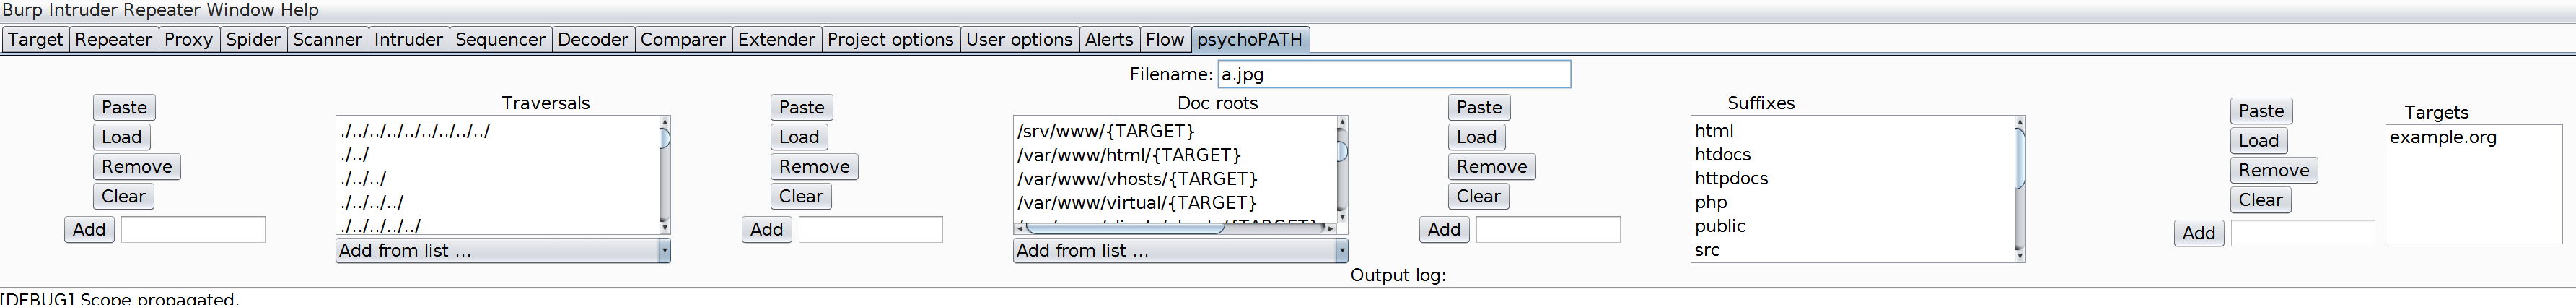 Burp Intruder Repeater Window Help
Target Repeater Proxy Spider Scanner Intruder Sequencer Decoder Comparer Extender Project options User options Alerts Flow psychoPATH
Filename: a.jpg
Paste
Load
Remove
Clear
Add
Traversals
./../../../../../../../../
./../
./../../
./../../../
./../../../../
Add from list ...
Paste
Load
Remove
Clear
Add
Doc roots
/srv/www/{TARGET}
/var/www/html/{TARGET}
/var/www/vhosts/{TARGET}
/var/www/virtual/{TARGET}
Add from list ...
Paste
Load
Remove
Clear
Add
Suffixes
html
htdocs
httpdocs
php
public
src
Paste
Load
Remove
Clear
Add
Targets
example.org
Output log:
[DEBUG] Scope propagated.